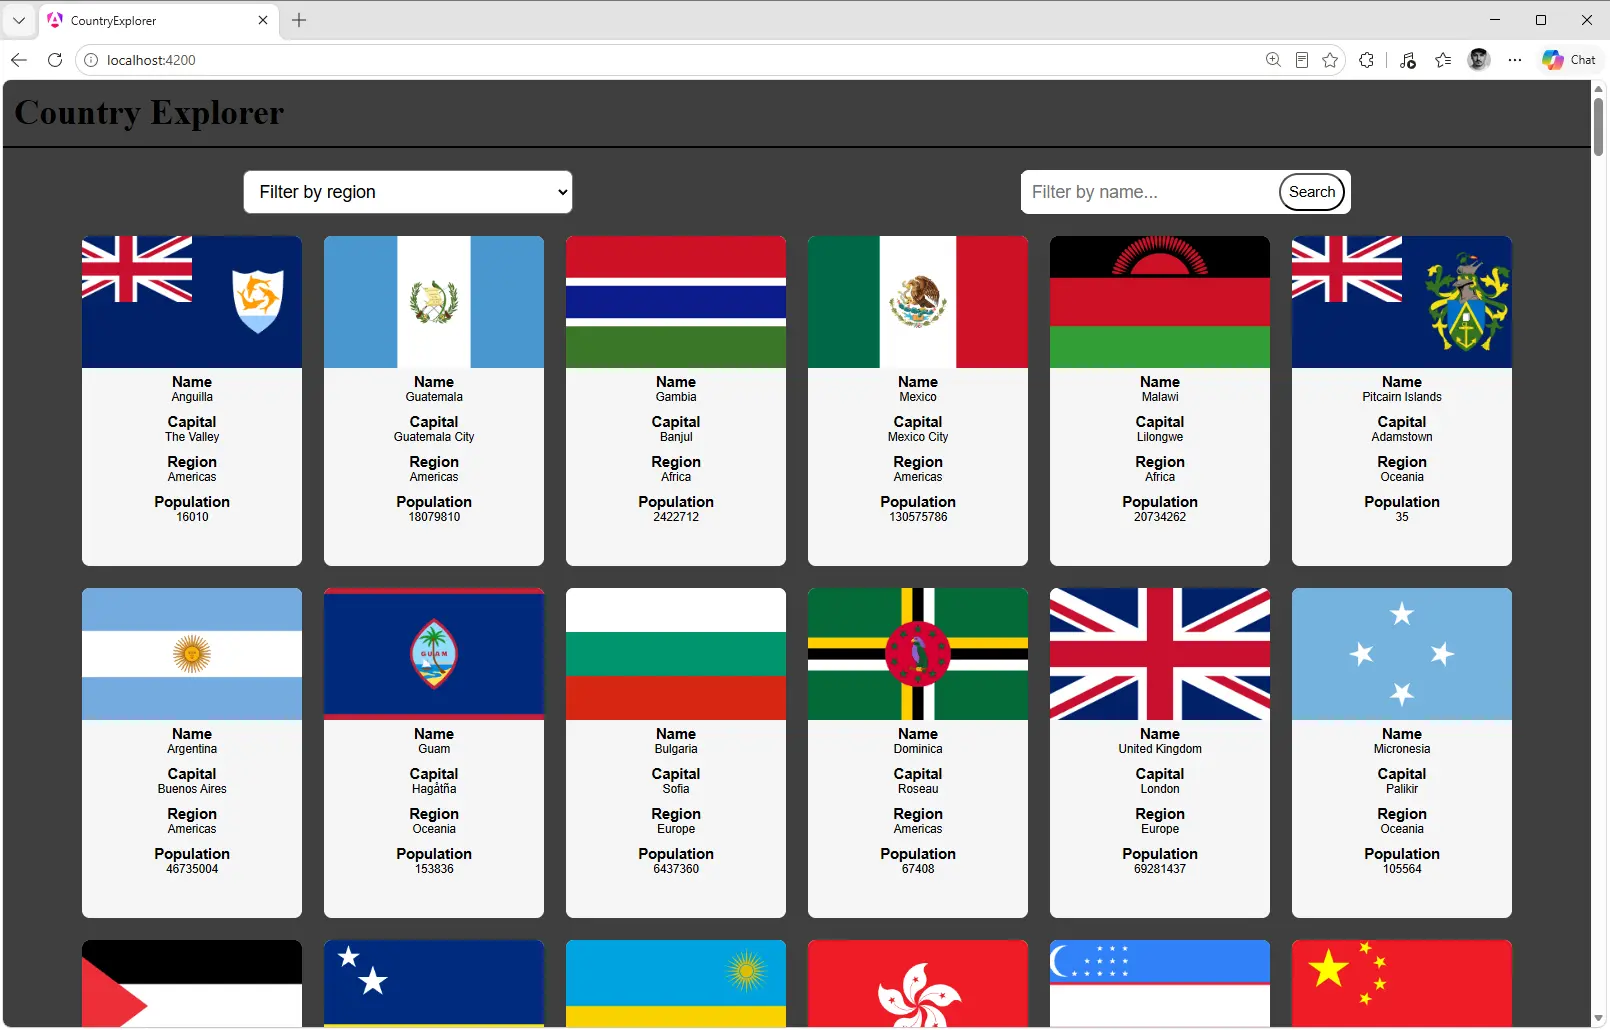 CountryExplorer
localhost:4200
Chat
Country Explorer
Filter by region
Filter by name...
Search
Name
Anguilla
Capital
The Valley
Region
Americas
Population
16010
Name
Guatemala
Capital
Guatemala City
Region
Americas
Population
18079810
Name
Gambia
Capital
Banjul
Region
Africa
Population
2422712
Name
Mexico
Capital
Mexico City
Region
Americas
Population
130575786
Name
Malawi
Capital
Lilongwe
Region
Africa
Population
20734262
Name
Pitcairn Islands
Capital
Adamstown
Region
Oceania
Population
35
Name
Argentina
Capital
Buenos Aires
Region
Americas
Population
46735004
GUAM
Name
Guam
Capital
Hagåtña
Region
Oceania
Population
153836
Name
Bulgaria
Capital
Sofia
Region
Europe
Population
6437360
Name
Dominica
Capital
Roseau
Region
Americas
Population
67408
Name
United Kingdom
Capital
London
Region
Europe
Population
69281437
Name
Micronesia
Capital
Palikir
Region
Oceania
Population
105564